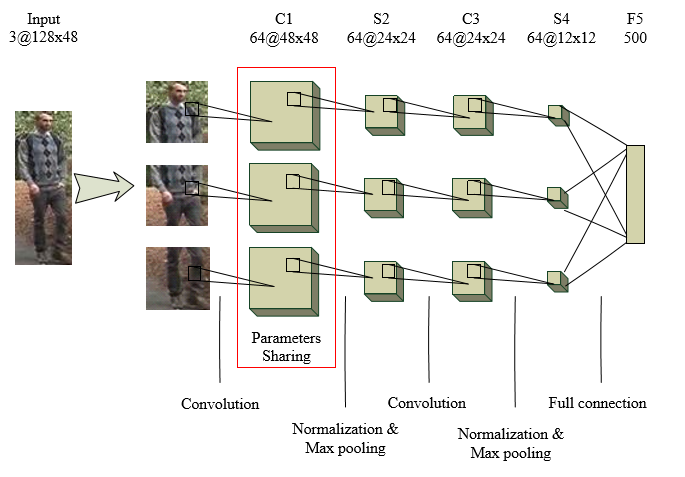 Input
3@128x48
C1
64@48x48
S2
64@24x24
C3
64@24x24
S4
64@12x12
F5
500
Parameters
Sharing
Convolution
Normalization &
Max pooling
Convolution
Normalization &
Max pooling
Full connection